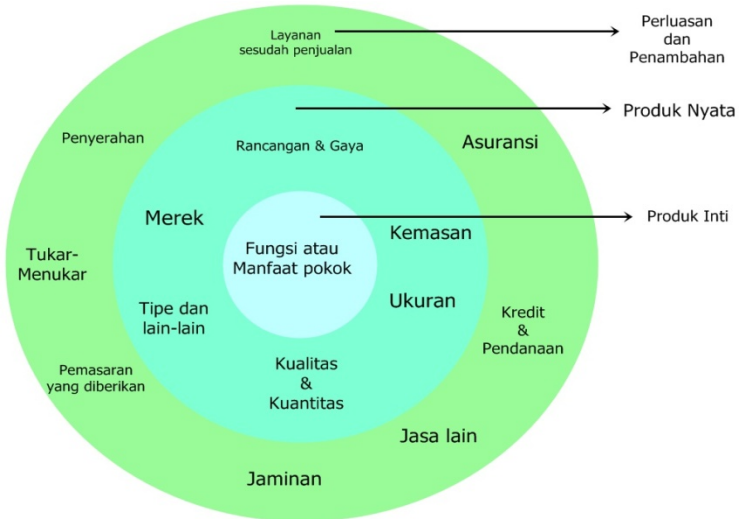 Layanan
sesudah penjualan
Perluasan
dan
Penambahan
Produk Nyata
Penyerahan
Rancangan & Gaya
Asuransi
Merek
Kemasan
Produk Inti
Fungsi atau
Manfaat pokok
Tukar-
Menukar
Tipe dan
lain-lain
Ukuran
Kredit
&
Pendanaan
Pemasaran
yang diberikan
Kualitas
&
Kuantitas
Jasa lain
Jaminan